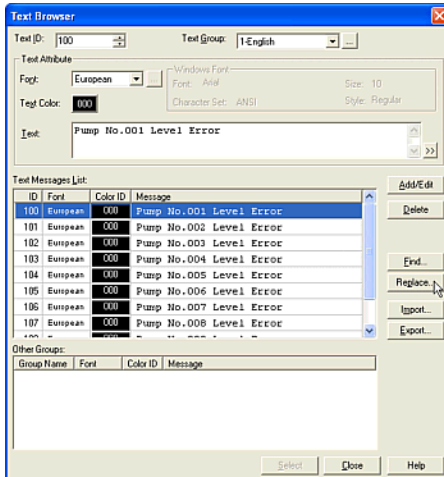 Text Browser
Text ID: 100 Text Group: 1-English ...
Text Attribute
Font: European ...
Windows Font
Font: Arial Size: 10
Character Set: ANSI Style: Regular
Text Color: 000
Text: Pump No.001 Level Error
>>
Text Messages List:
ID Font Color ID Message
100 European 000 Pump No.001 Level Error
101 European 000 Pump No.002 Level Error
102 European 000 Pump No.003 Level Error
103 European 000 Pump No.004 Level Error
104 European 000 Pump No.005 Level Error
105 European 000 Pump No.006 Level Error
106 European 000 Pump No.007 Level Error
107 European 000 Pump No.008 Level Error
Add/Edit
Delete
Find...
Replace...
Import...
Export...
Other Groups:
Group Name Font Color ID Message
Select Close Help